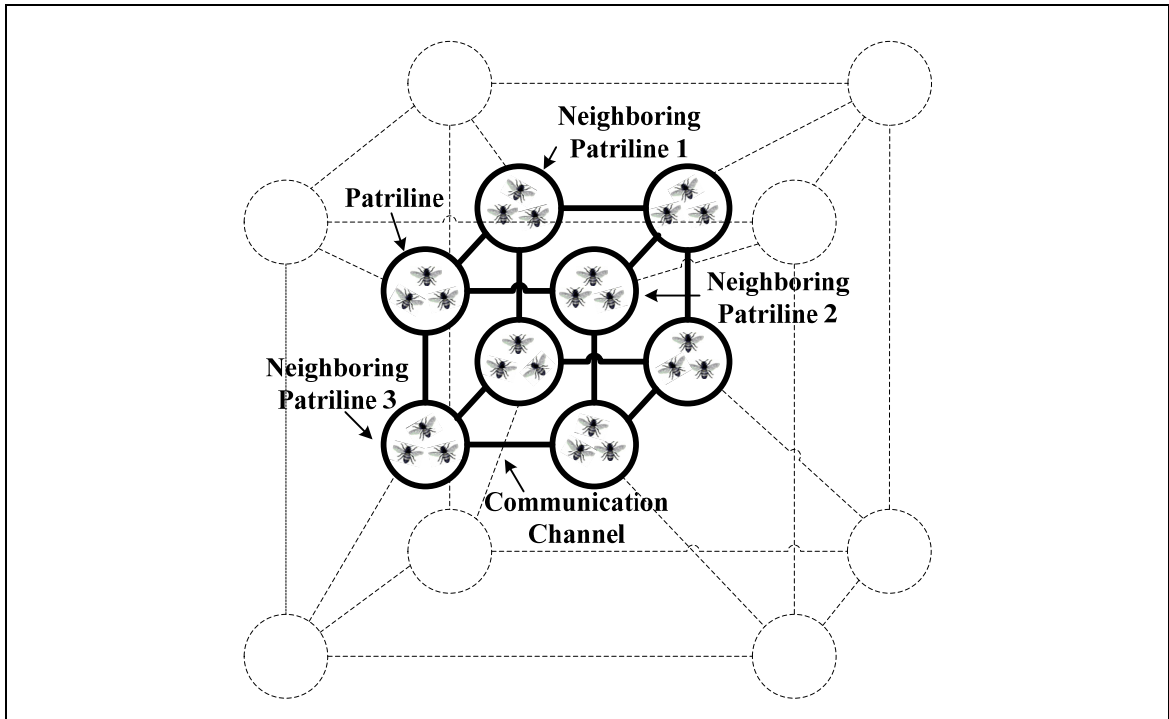 Neighboring
Patriline 1
Patriline
Neighboring
Patriline 2
Neighboring
Patriline 3
Communication
Channel